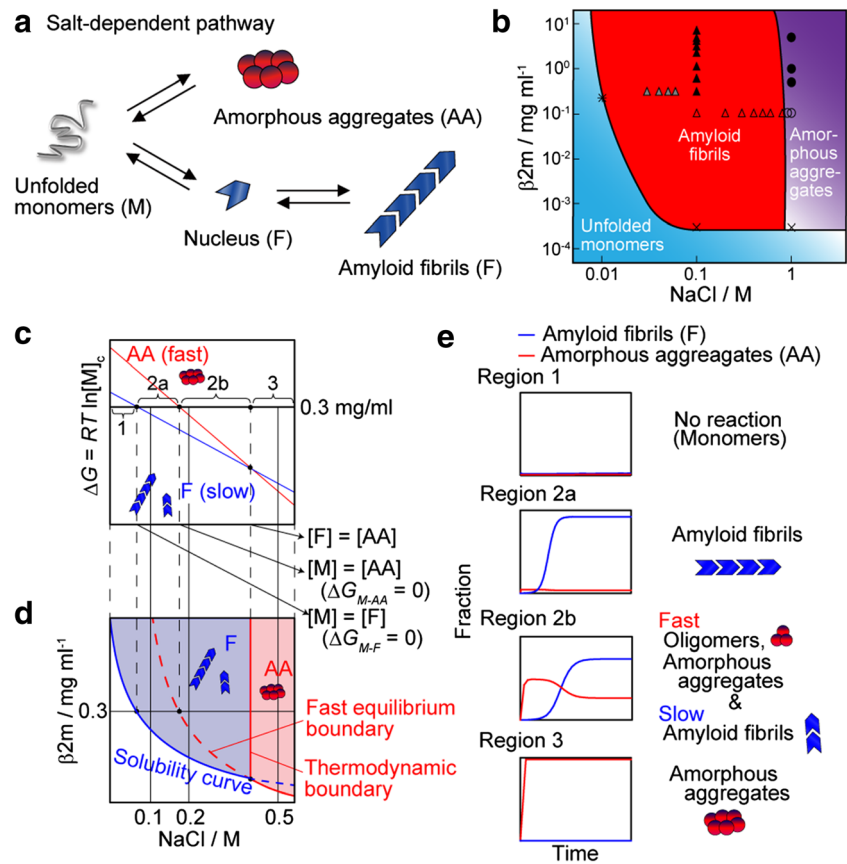 a
Salt-dependent pathway
Amorphous aggregates (AA)
Unfolded
monomers (M)
Nucleus (F)
Amyloid fibrils (F)
b
β2m / mg ml-1
10¹
10⁰
10-1
10-2
10-3
10-4
Amyloid
fibrils
Amor-
phous
aggre-
gates
Unfolded
monomers
0.01
0.1
1
NaCl / M
c
ΔG = RT ln[M]c
AA (fast)
2a
2b
3
1
0.3 mg/ml
F (slow)
[F] = [AA]
[M] = [AA]
(ΔGM-AA = 0)
[M] = [F]
(ΔGM-F = 0)
d
β2m / mg ml-1
0.3
F
AA
Fast equilibrium
boundary
Solubility curve
Thermodynamic
boundary
0.1
0.2
0.5
NaCl / M
e
Amyloid fibrils (F)
Amorphous aggreagates (AA)
Fraction
Region 1
No reaction
(Monomers)
Region 2a
Amyloid fibrils
Region 2b
Fast
Oligomers,
Amorphous
aggregates
&
Slow
Amyloid fibrils
Region 3
Amorphous
aggregates
Time